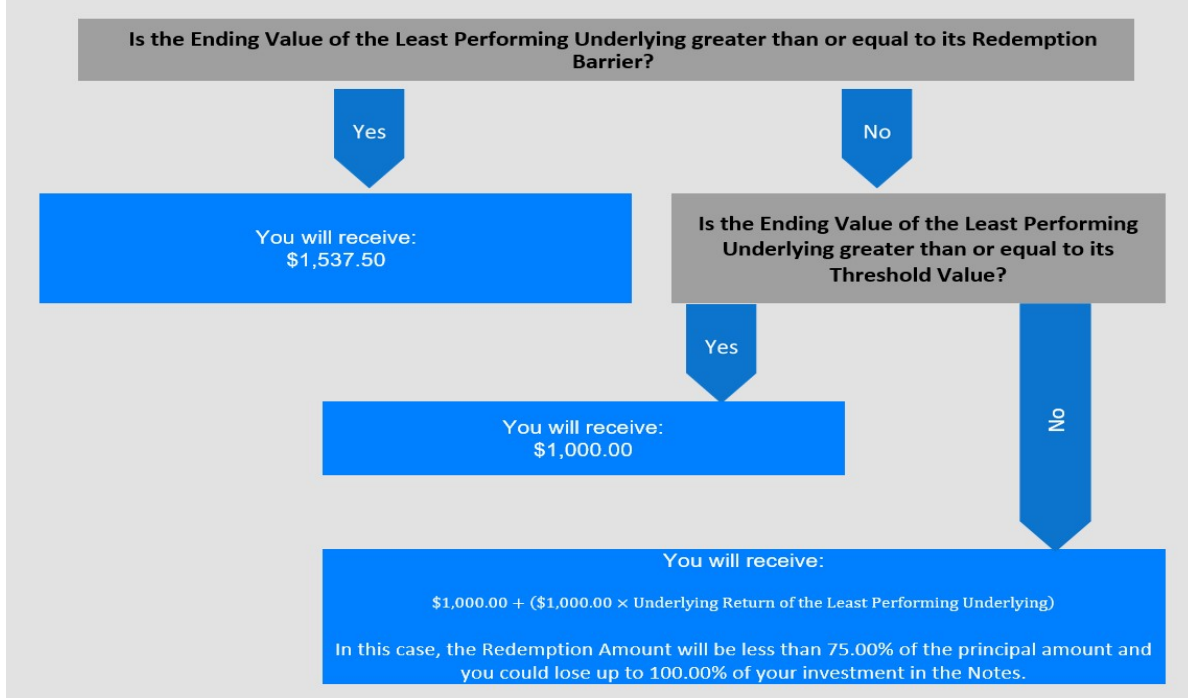 Is the Ending Value of the Least Performing Underlying greater than or equal to its Redemption
Barrier?
Yes
No
You will receive:
$1,537.50
Is the Ending Value of the Least Performing
Underlying greater than or equal to its
Threshold Value?
Yes
No
You will receive:
$1,000.00
You will receive:
$1,000.00 + ($1,000.00 × Underlying Return of the Least Performing Underlying)
In this case, the Redemption Amount will be less than 75.00% of the principal amount and
you could lose up to 100.00% of your investment in the Notes.